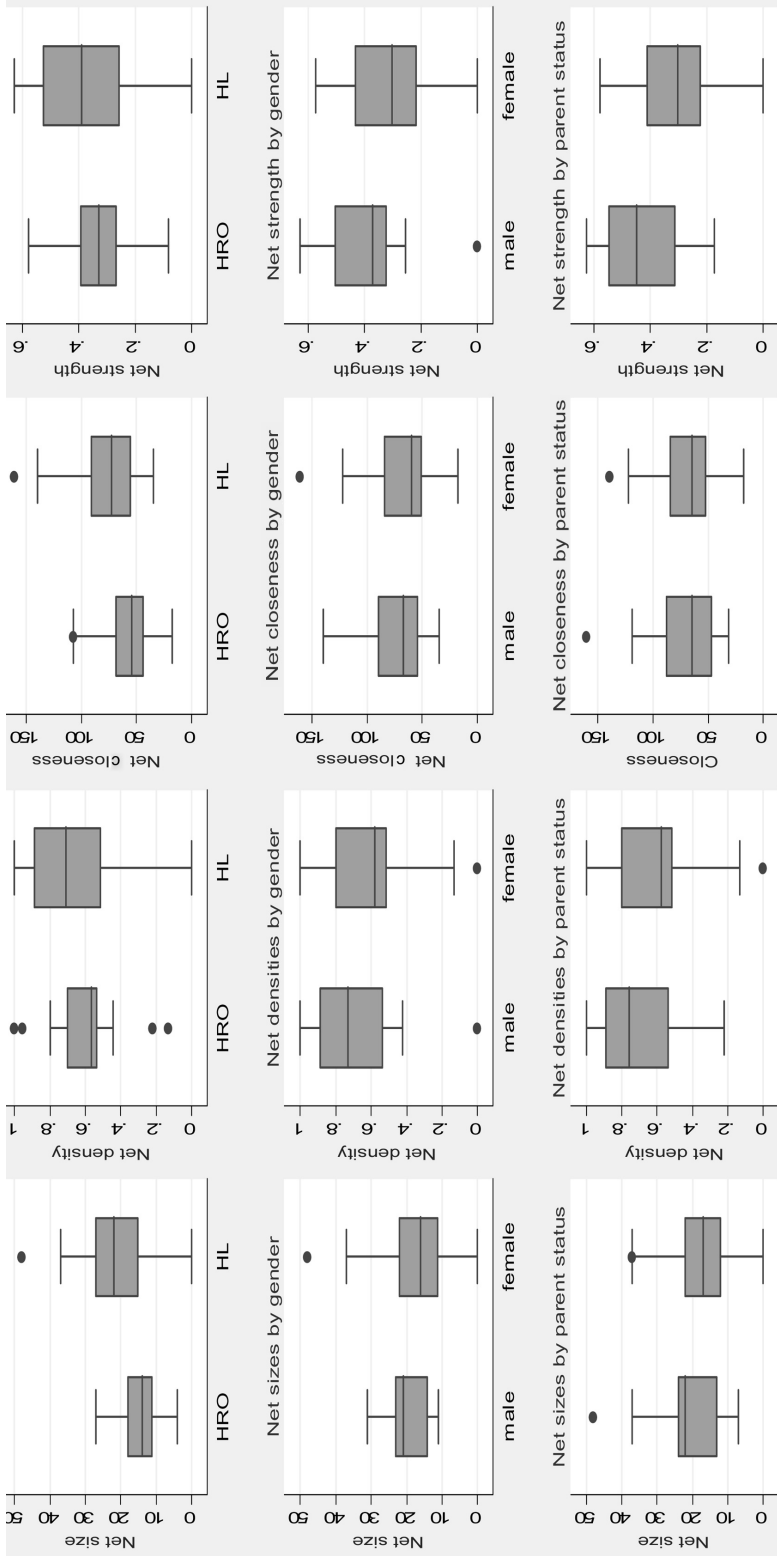 Net size
50
40
30
20
10
0
HRO
HL
Net density
1
.8
.6
.4
.2
0
HRO
HL
Net closeness
150
100
50
0
HRO
HL
Net strength
.6
.4
.2
0
HRO
HL
Net sizes by gender
Net size
50
40
30
20
10
0
male
female
Net densities by gender
Net density
1
.8
.6
.4
.2
0
male
female
Net closeness by gender
Net closeness
150
100
50
0
male
female
Net strength by gender
Net strength
.6
.4
.2
0
male
female
Net sizes by parent status
Net size
50
40
30
20
10
0
Net densities by parent status
Net density
1
.8
.6
.4
.2
0
Net closeness by parent status
Closeness
150
100
50
0
Net strength by parent status
Net strength
.6
.4
.2
0